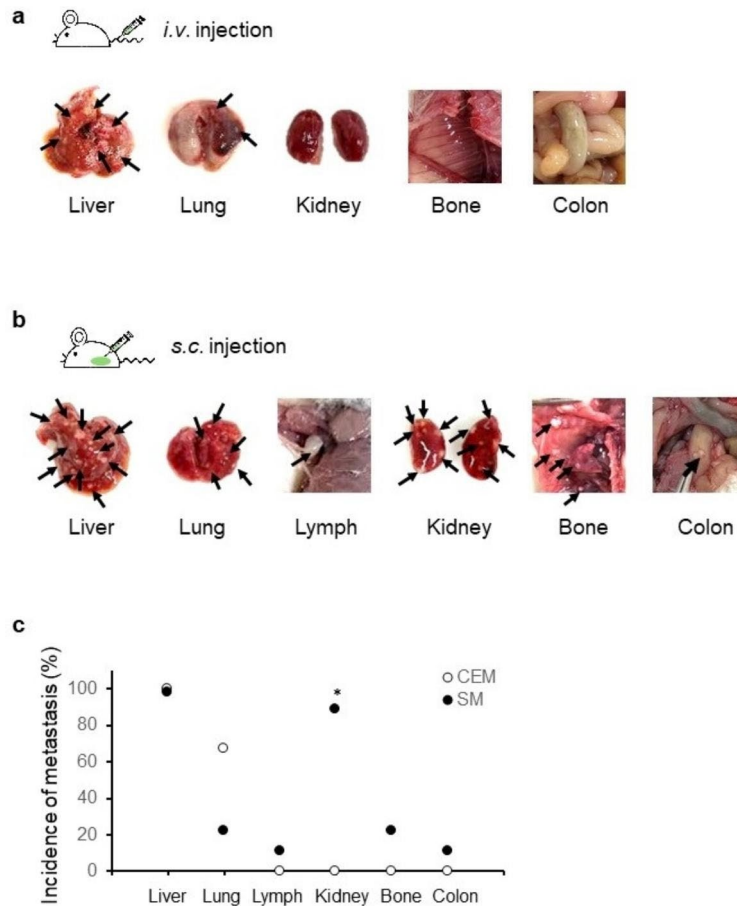 a
i.v. injection
Liver Lung Kidney Bone Colon
b
s.c. injection
Liver Lung Lymph Kidney Bone Colon
c
Incidence of metastasis (%)
100
80
60
40
20
0
*
CEM
SM
Liver Lung Lymph Kidney Bone Colon